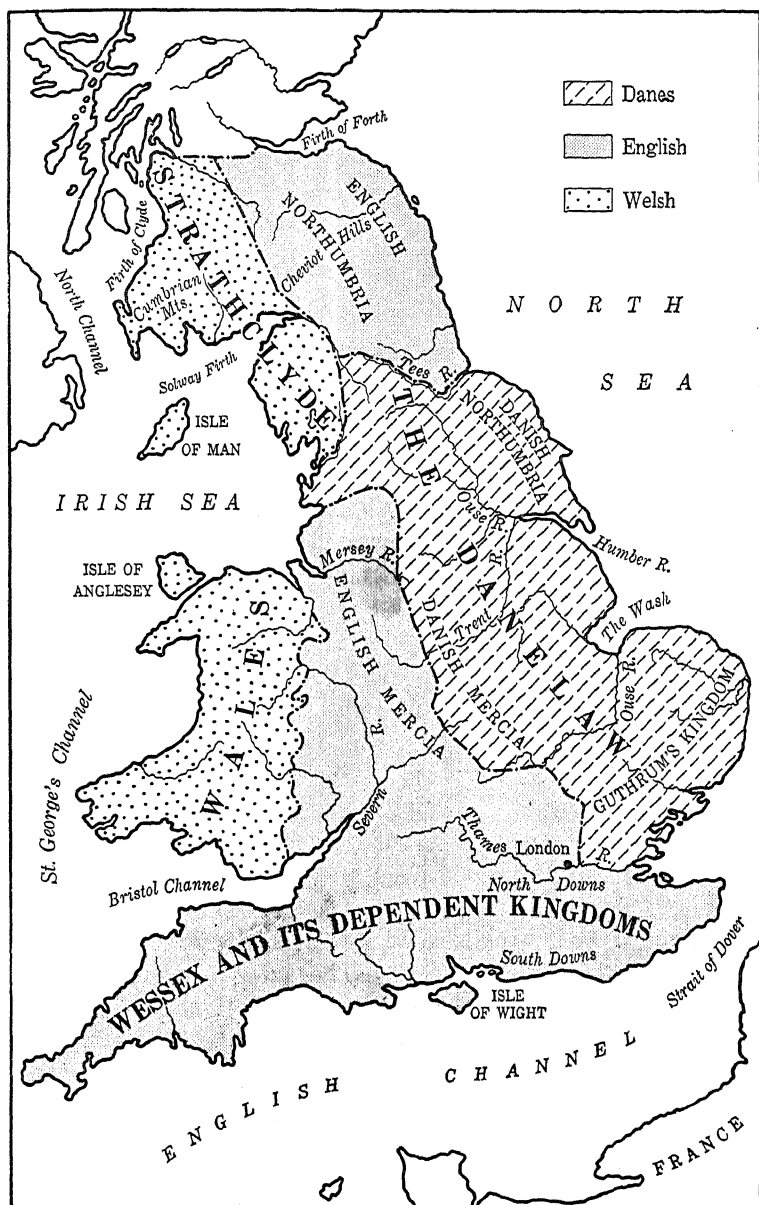 Danes
English
Welsh
Firth of Forth
STRATHCLYDE
ENGLISH
NORTHUMBRIA
Cheviot Hills
Firth of Clyde
Cumbrian
Mts.
North Channel
NORTH
SEA
Solway Firth
Tees R.
ISLE
OF MAN
THE DANELAW
DANISH
NORTHUMBRIA
IRISH SEA
Ouse R.
Humber R.
Mersey R.
ISLE OF
ANGLESEY
ENGLISH MERCIA
DANISH MERCIA
Trent R.
The Wash
WALES
Ouse R.
GUTHRUM'S KINGDOM
St. George's Channel
Severn R.
Thames R.
London
Bristol Channel
North Downs
WESSEX AND ITS DEPENDENT KINGDOMS
South Downs
Strait of Dover
ISLE
OF WIGHT
ENGLISH CHANNEL
FRANCE